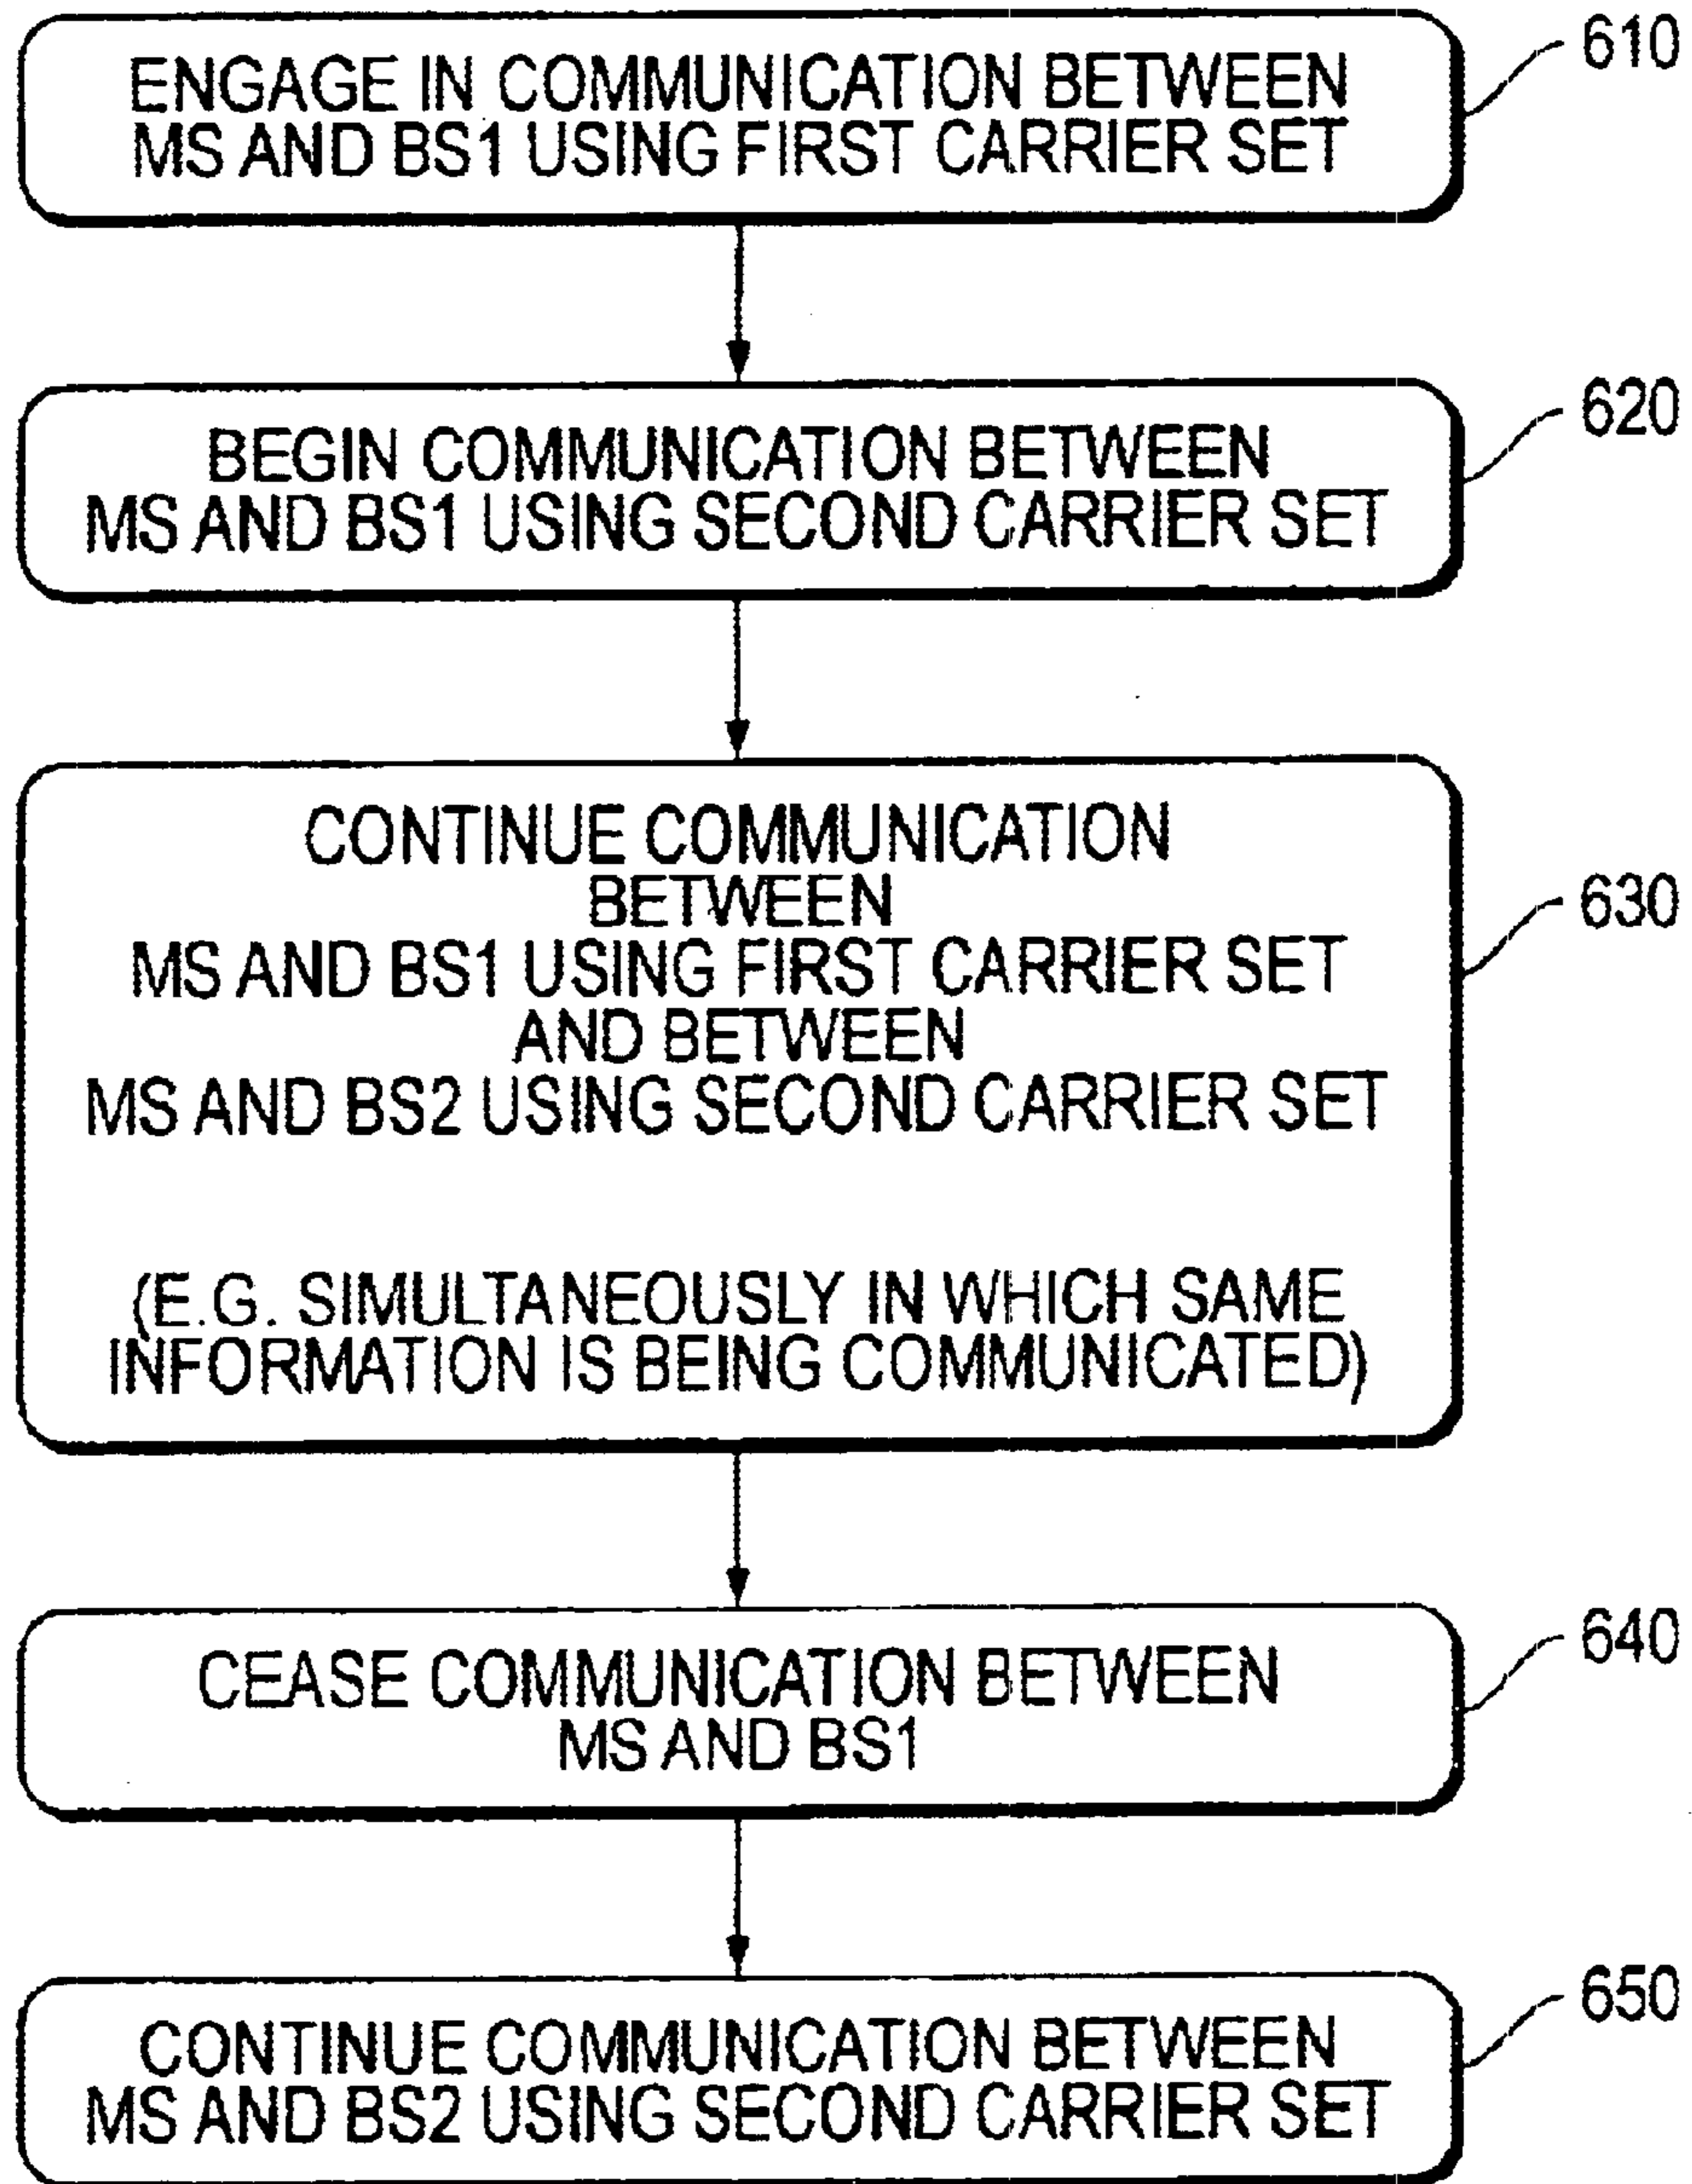 610
ENGAGE IN COMMUNICATION BETWEEN
MS AND BS1 USING FIRST CARRIER SET
620
BEGIN COMMUNICATION BETWEEN
MS AND BS1 USING SECOND CARRIER SET
630
CONTINUE COMMUNICATION
BETWEEN
MS AND BS1 USING FIRST CARRIER SET
AND BETWEEN
MS AND BS2 USING SECOND CARRIER SET
(E.G. SIMULTANEOUSLY IN WHICH SAME
INFORMATION IS BEING COMMUNICATED)
640
CEASE COMMUNICATION BETWEEN
MS AND BS1
650
CONTINUE COMMUNICATION BETWEEN
MS AND BS2 USING SECOND CARRIER SET